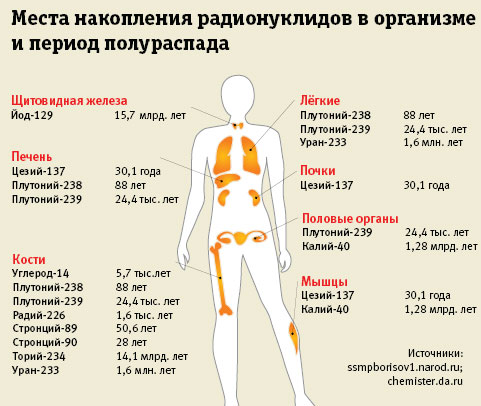 Места накопления радионуклидов в организме
и период полураспада
Щитовидная железа
Йод-129 15,7 млрд. лет
Печень
Цезий-137 30,1 года
Плутоний-238 88 лет
Плутоний-239 24,4 тыс. лет
Кости
Углерод-14 5,7 тыс.лет
Плутоний-238 88 лет
Плутоний-239 24,4 тыс. лет
Радий-226 1,6 тыс. лет
Стронций-89 50,6 лет
Стронций-90 28 лет
Торий-234 14,1 млрд. лет
Уран-233 1,6 млн. лет
Лёгкие
Плутоний-238 88 лет
Плутоний-239 24,4 тыс. лет
Уран-233 1,6 млн. лет
Почки
Цезий-137 30,1 года
Половые органы
Плутоний-239 24,4 тыс. лет
Калий-40 1,28 млрд. лет
Мышцы
Цезий-137 30,1 года
Калий-40 1,28 млрд. лет
Источники:
ssmpborisov1.narod.ru;
chemister.da.ru